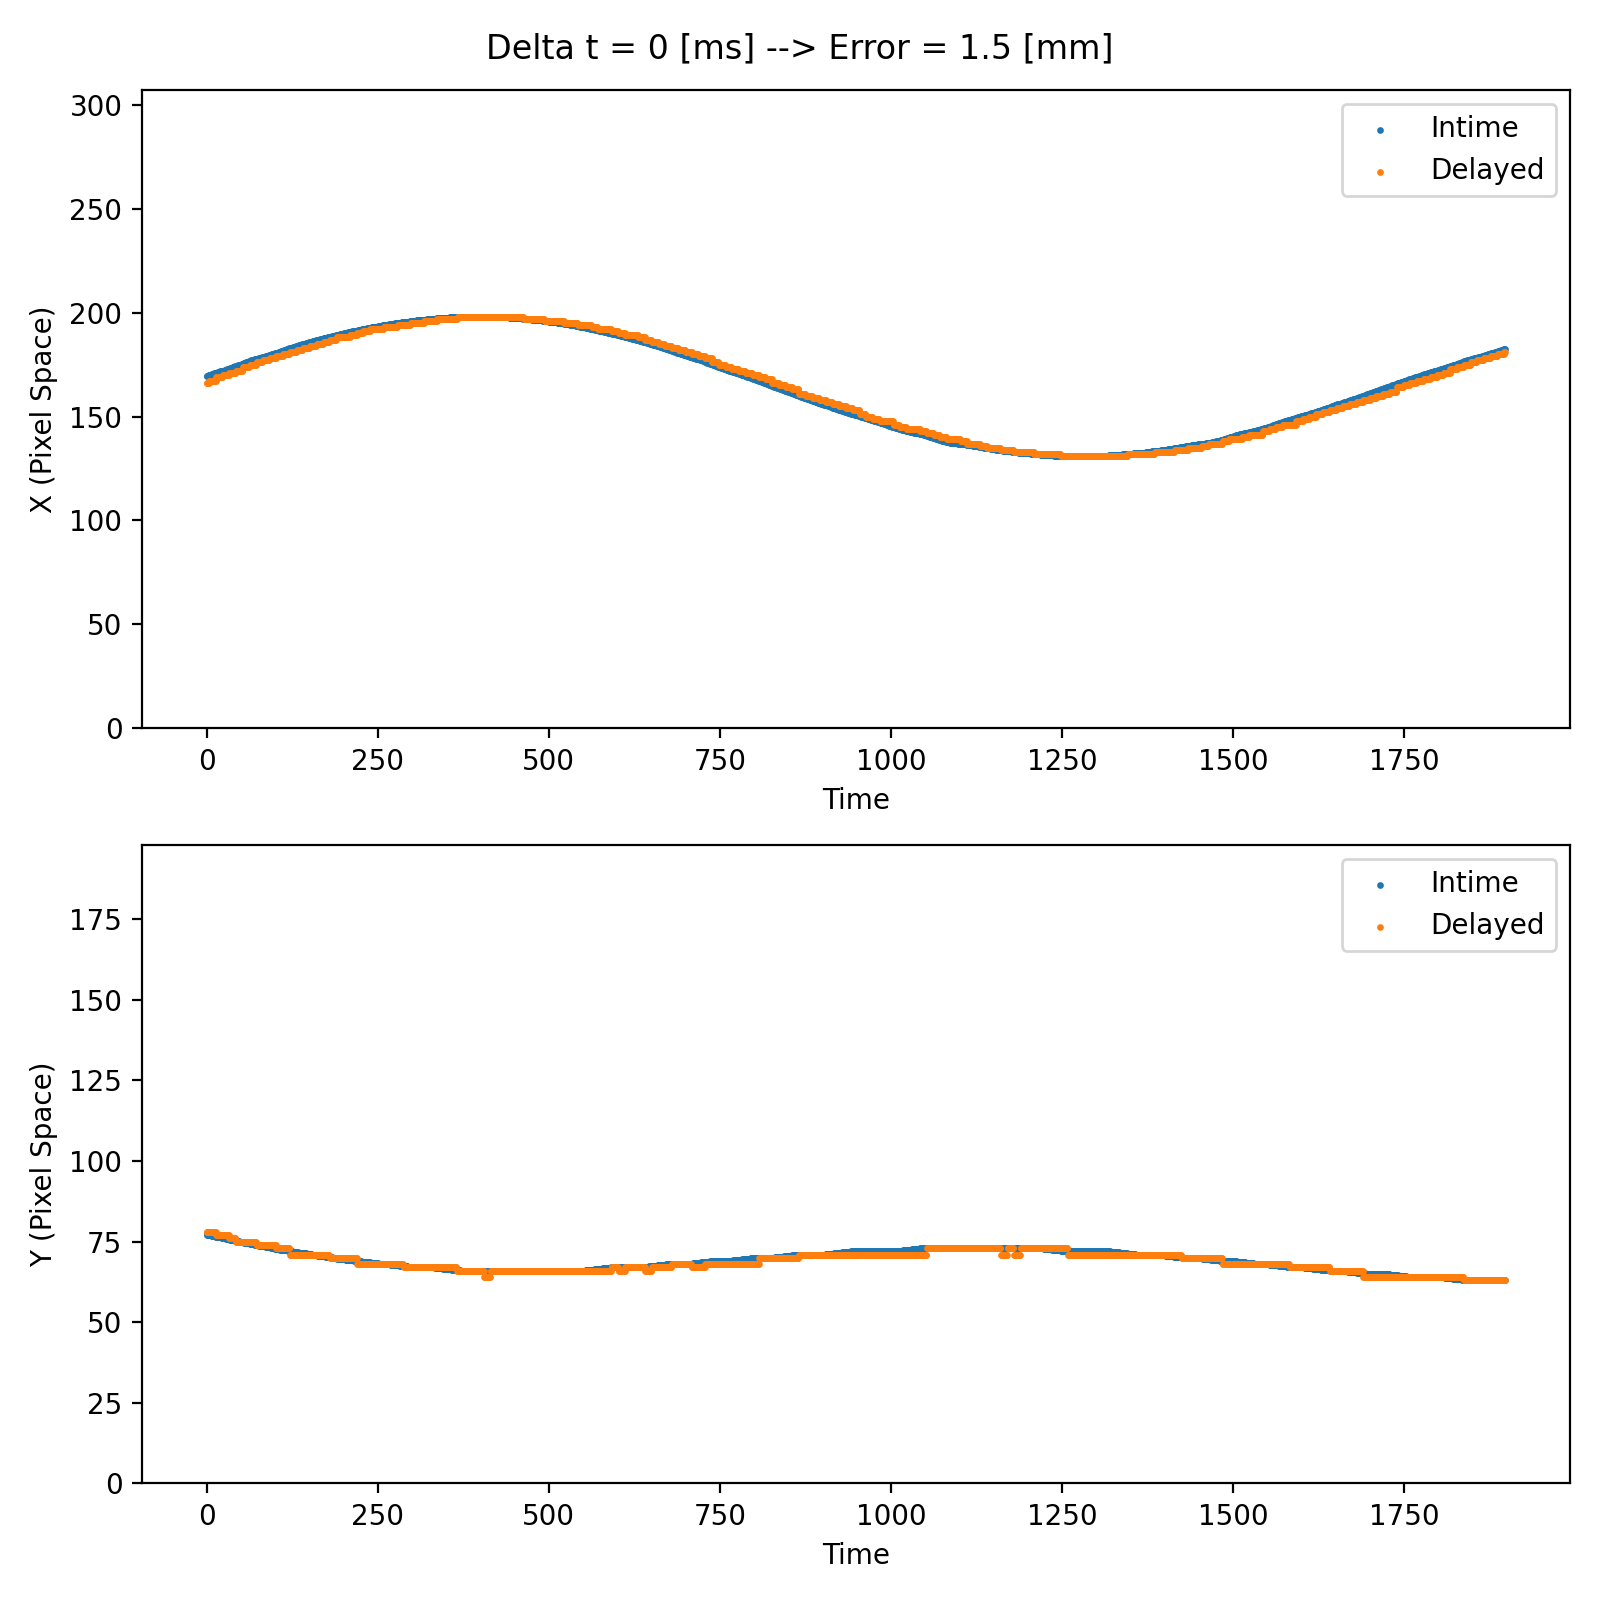 Delta t = 0 [ms] --> Error = 1.5 [mm]
300
250
200
150
100
50
0
X (Pixel Space)
Intime
Delayed
0 250 500 750 1000 1250 1500 1750
Time
175
150
125
100
75
50
25
0
Y (Pixel Space)
Intime
Delayed
0 250 500 750 1000 1250 1500 1750
Time